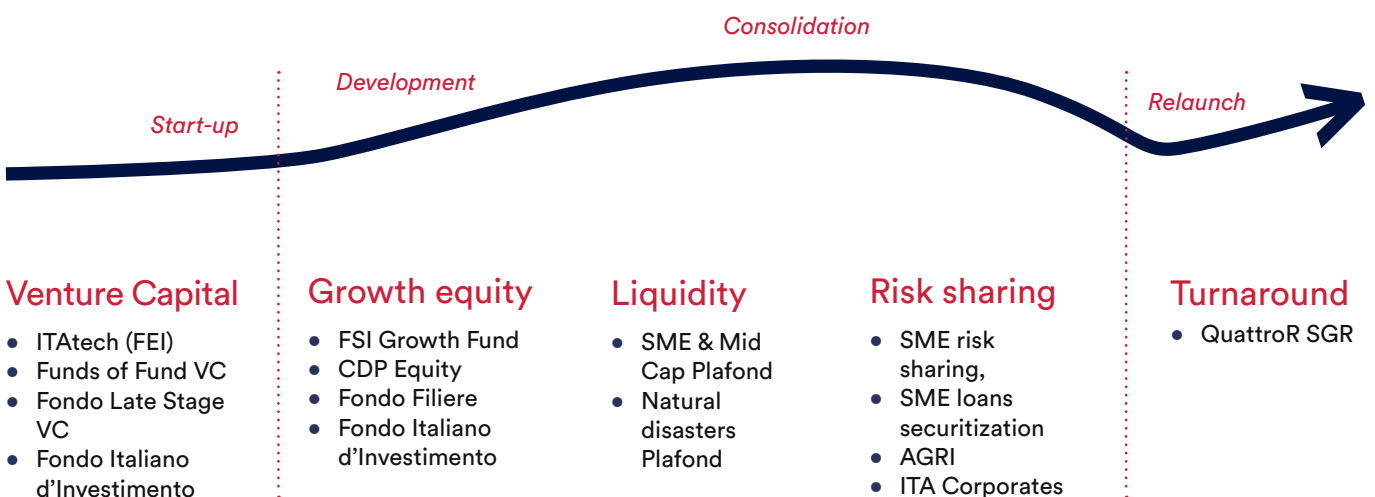 Consolidation
Development
Start-up
Relaunch
Venture Capital
• ITAtech (FEI)
• Funds of Fund VC
• Fondo Late Stage
VC
• Fondo Italiano
d’Investimento
Growth equity
• FSI Growth Fund
• CDP Equity
• Fondo Filiere
• Fondo Italiano
d’Investimento
Liquidity
• SME & Mid
Cap Plafond
• Natural
disasters
Plafond
Risk sharing
• SME risk
sharing,
• SME loans
securitization
• AGRI
• ITA Corporates
Turnaround
• QuattroR SGR